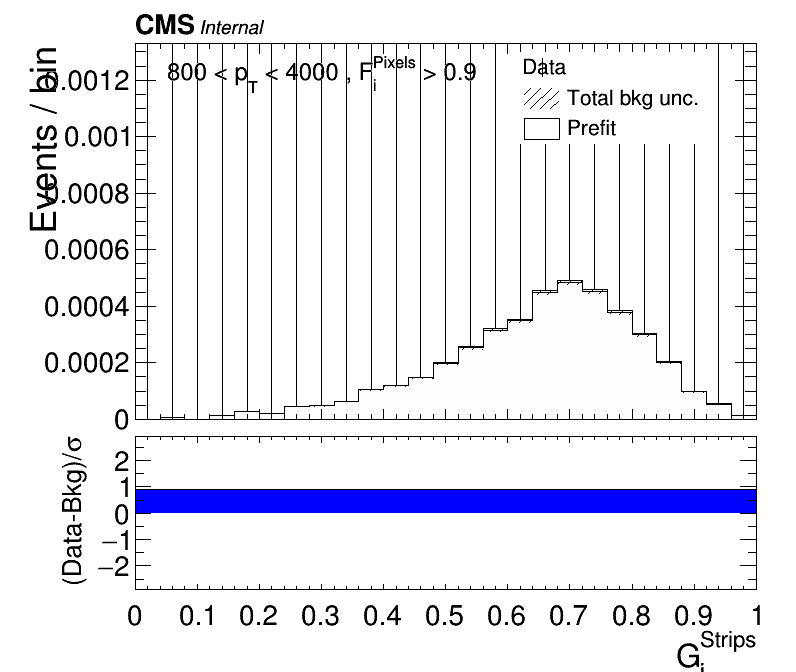 CMS Internal
Events / bin
800 < p_T < 4000 , F_i^Pixels > 0.9
Data
Total bkg unc.
Prefit
0.0012
0.001
0.0008
0.0006
0.0004
0.0002
0
(Data-Bkg)/σ
2
1
0
−1
−2
0 0.1 0.2 0.3 0.4 0.5 0.6 0.7 0.8 0.9 1
G_i^Strips